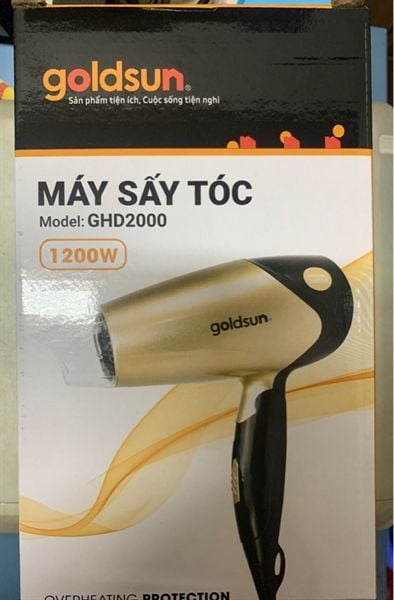 goldsun®
Sản phẩm tiện ích, Cuộc sống tiện nghi
MÁY SẤY TÓC
Model: GHD2000
1200W
goldsun®
OVERHEATING PROTECTION